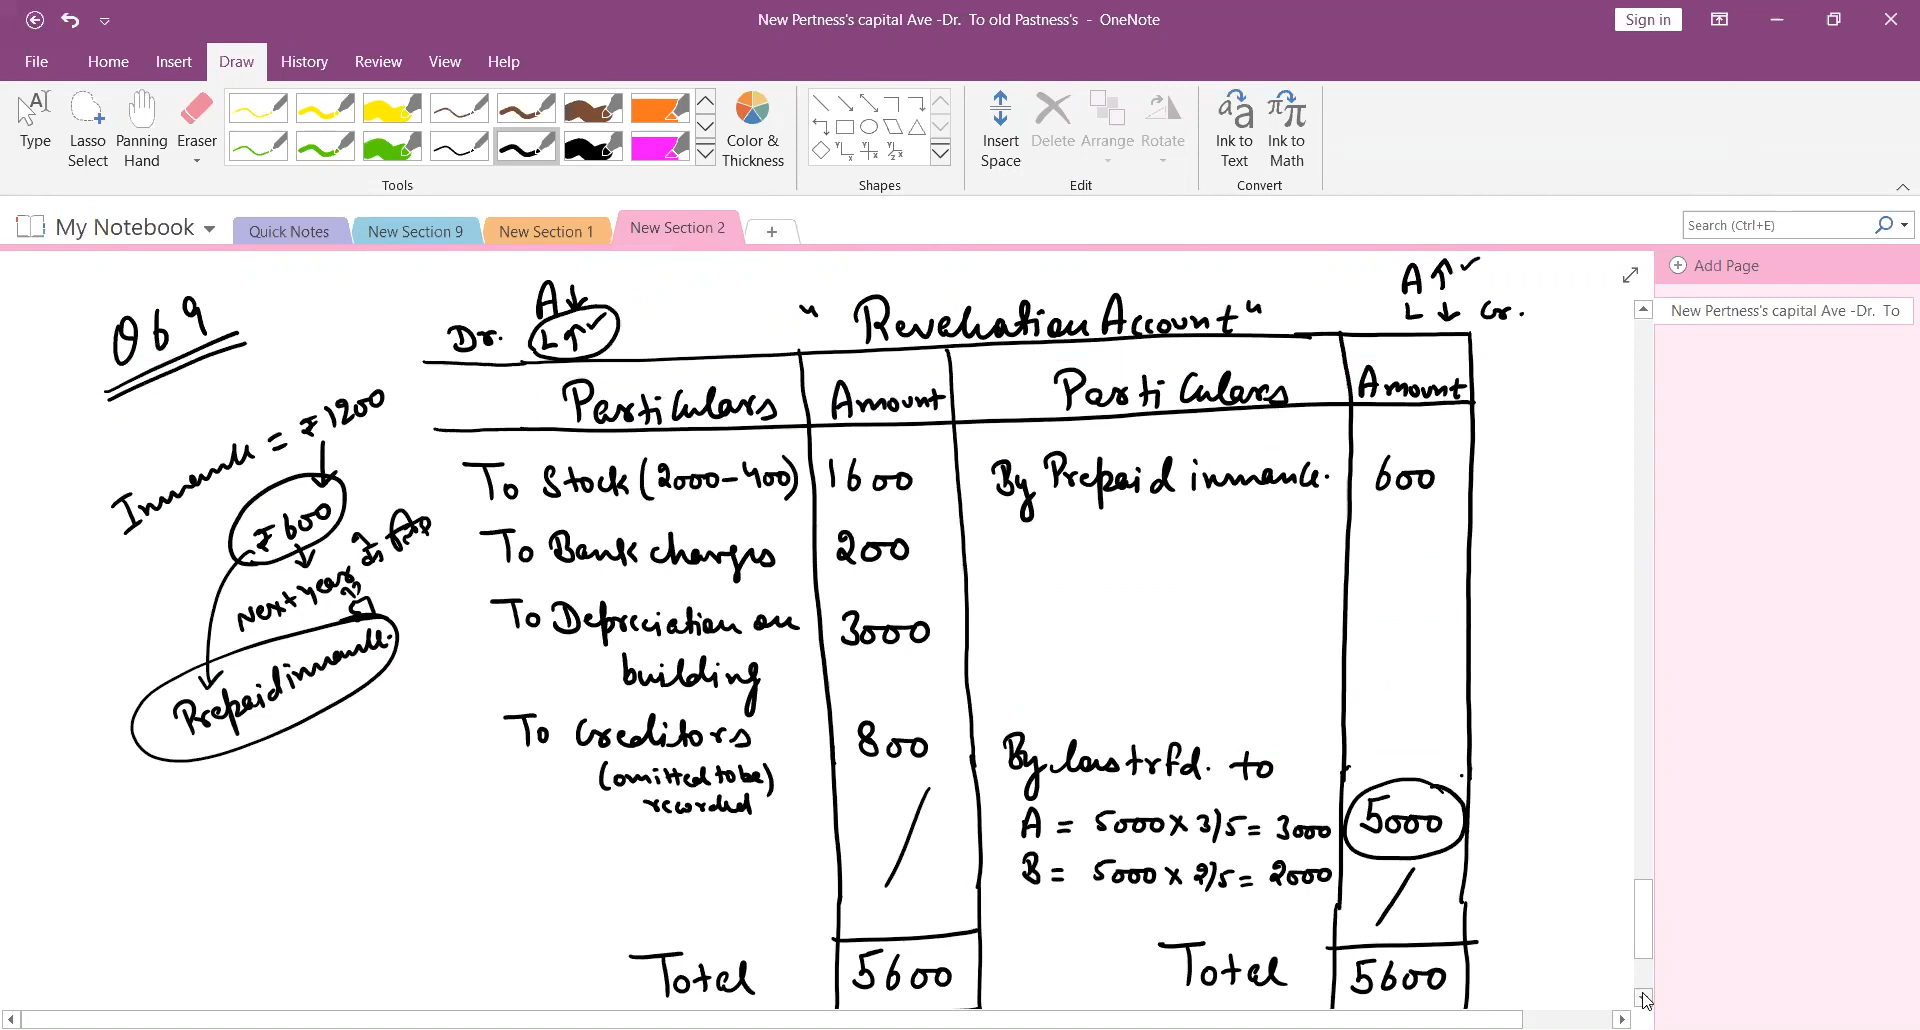 New Pertness's capital Ave -Dr. To old Pastness's - OneNote
Sign in
File Home Insert Draw History Review View Help
Type
Lasso Select
Panning Hand
Eraser
Color & Thickness
Insert Space
Delete
Arrange
Rotate
Ink to Text
Ink to Math
Tools
Shapes
Edit
Convert
My Notebook
Quick Notes
New Section 9
New Section 1
New Section 2
Search (Ctrl+E)
Add Page
New Pertness's capital Ave -Dr. To
Q69
A↓
L↑✓
Dr.
"Revaluation Account"
A↑✓
L↓ Cr.
Particulars Amount Particulars Amount
To Stock (2000-400) 1600 By Prepaid insurance. 600
To Bank charges 200
To Depreciation on 3000
building
To Creditors 800
(omitted to be)
recorded
By loss trfd. to
A = 5000 × 3/5 = 3000 5000
B = 5000 × 2/5 = 2000
Total 5600 Total 5600
Insurance = ₹1200
₹600
Next year
Prepaid insurance.